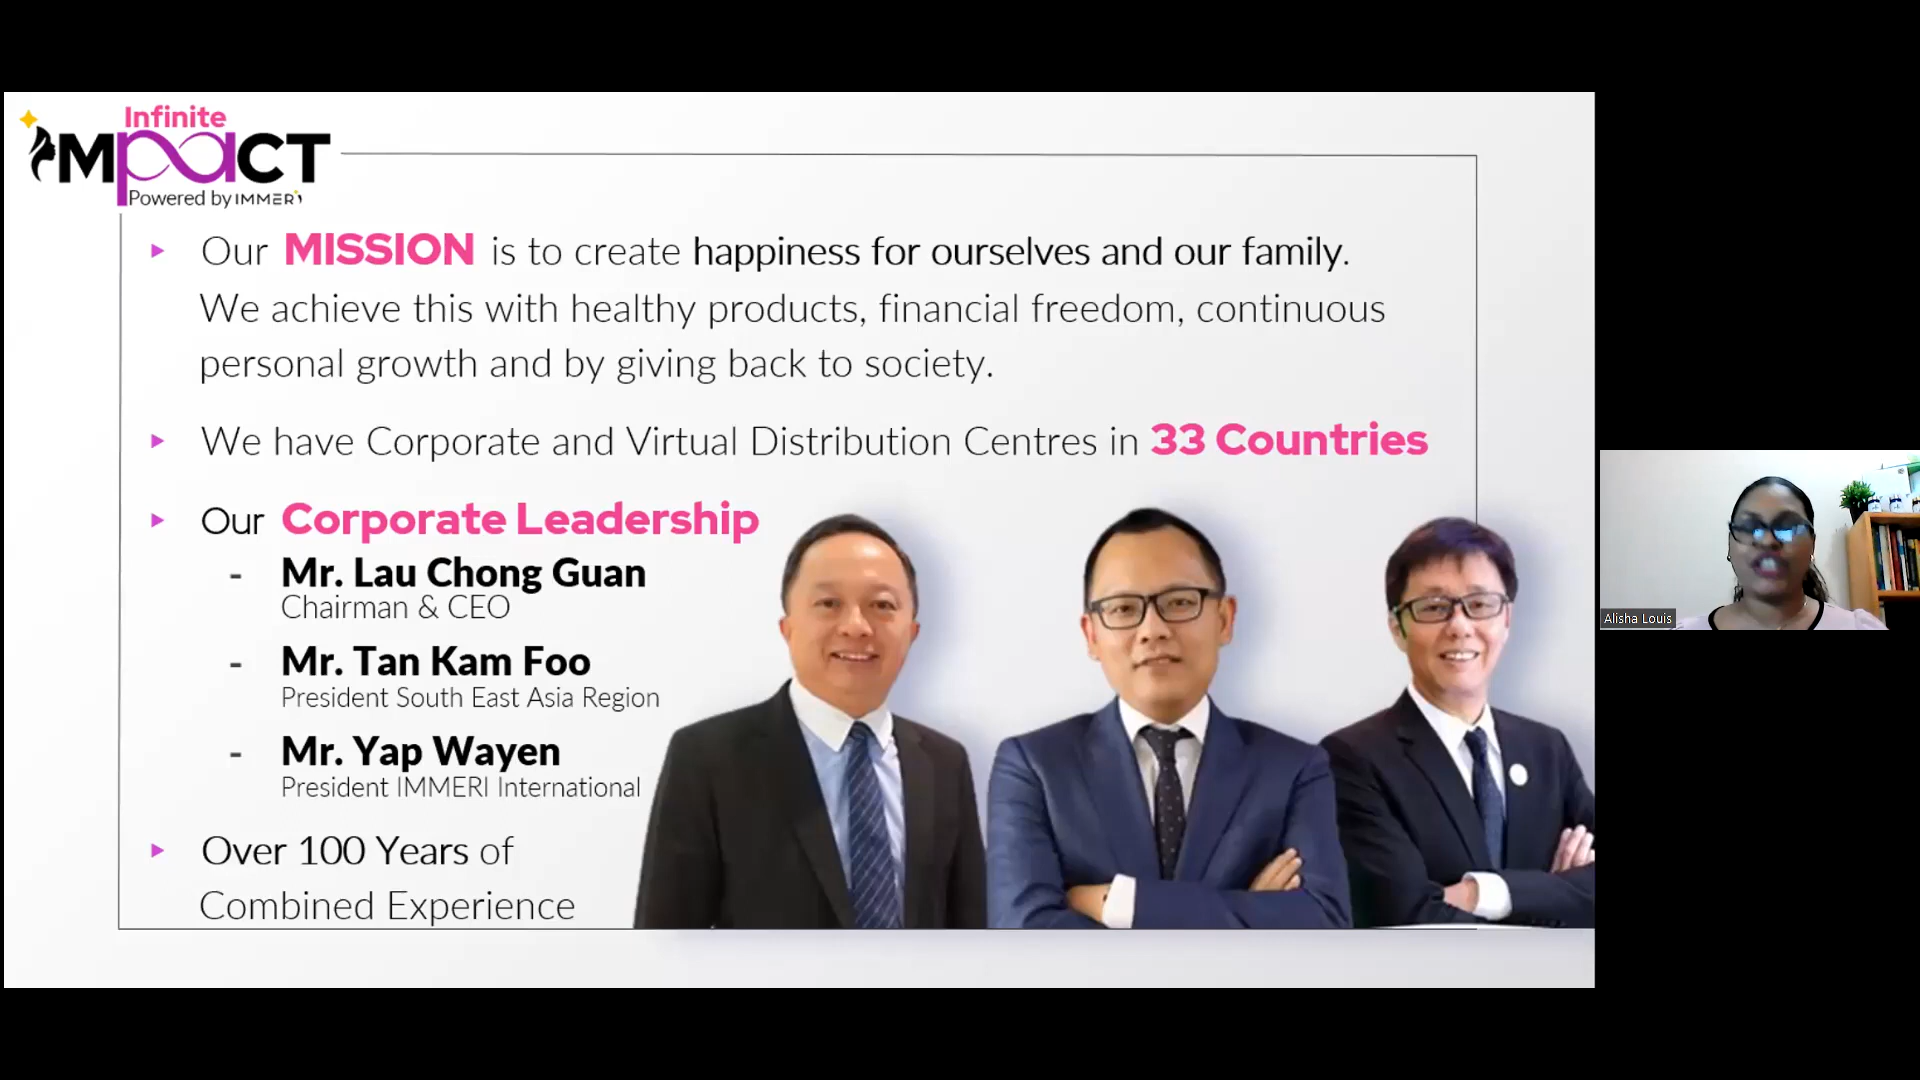 Infinite
iMPACT
Powered by IMMERI
Our MISSION is to create happiness for ourselves and our family.
We achieve this with healthy products, financial freedom, continuous
personal growth and by giving back to society.
We have Corporate and Virtual Distribution Centres in 33 Countries
Our Corporate Leadership
- Mr. Lau Chong Guan
Chairman & CEO
- Mr. Tan Kam Foo
President South East Asia Region
- Mr. Yap Wayen
President IMMERI International
Over 100 Years of
Combined Experience
Alisha Louis